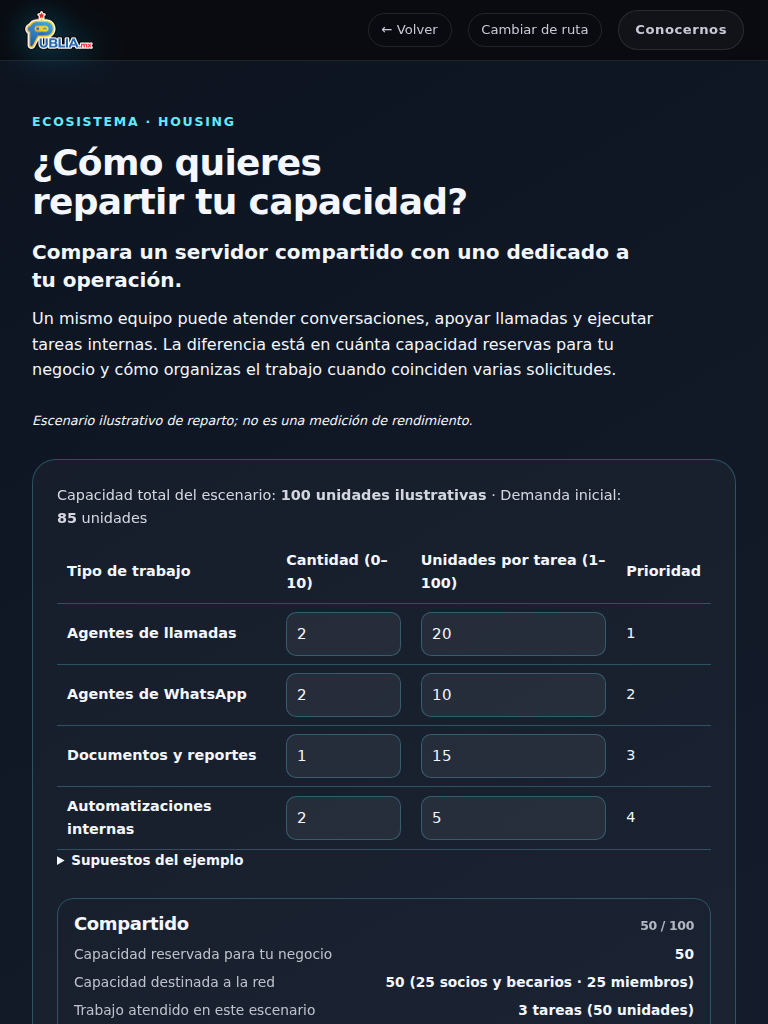 PUBLIA.mx
← Volver
Cambiar de ruta
Conocernos
ECOSISTEMA · HOUSING
¿Cómo quieres
repartir tu capacidad?
Compara un servidor compartido con uno dedicado a
tu operación.
Un mismo equipo puede atender conversaciones, apoyar llamadas y ejecutar
tareas internas. La diferencia está en cuánta capacidad reservas para tu
negocio y cómo organizas el trabajo cuando coinciden varias solicitudes.
Escenario ilustrativo de reparto; no es una medición de rendimiento.
Capacidad total del escenario: 100 unidades ilustrativas · Demanda inicial:
85 unidades
Tipo de trabajo
Cantidad (0–
10)
Unidades por tarea (1–
100)
Prioridad
Agentes de llamadas
2
20
1
Agentes de WhatsApp
2
10
2
Documentos y reportes
1
15
3
Automatizaciones
internas
2
5
4
▶ Supuestos del ejemplo
Compartido
50 / 100
Capacidad reservada para tu negocio
50
Capacidad destinada a la red
50 (25 socios y becarios · 25 miembros)
Trabajo atendido en este escenario
3 tareas (50 unidades)